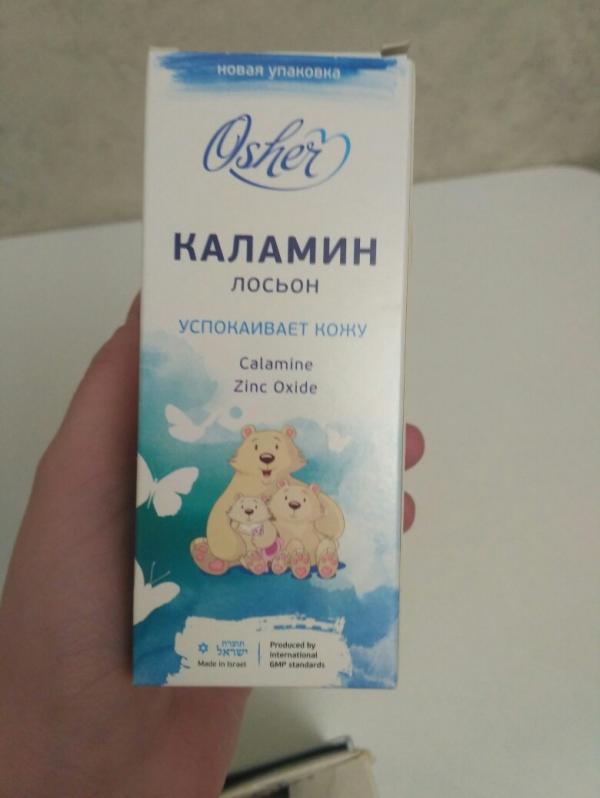 новая упаковка
Osher
КАЛАМИН
лосьон
УСПОКАИВАЕТ КОЖУ
Calamine
Zinc Oxide
תוצרת
ישראל
Made in Israel
Produced by
international
GMP standards